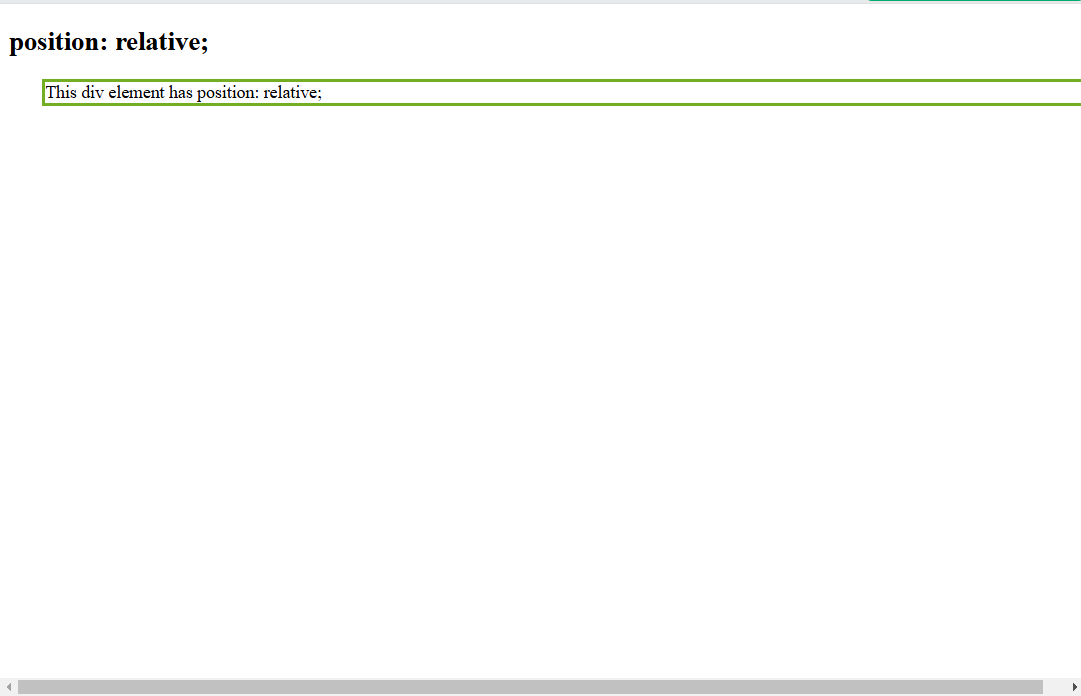 position: relative;
This div element has position: relative;